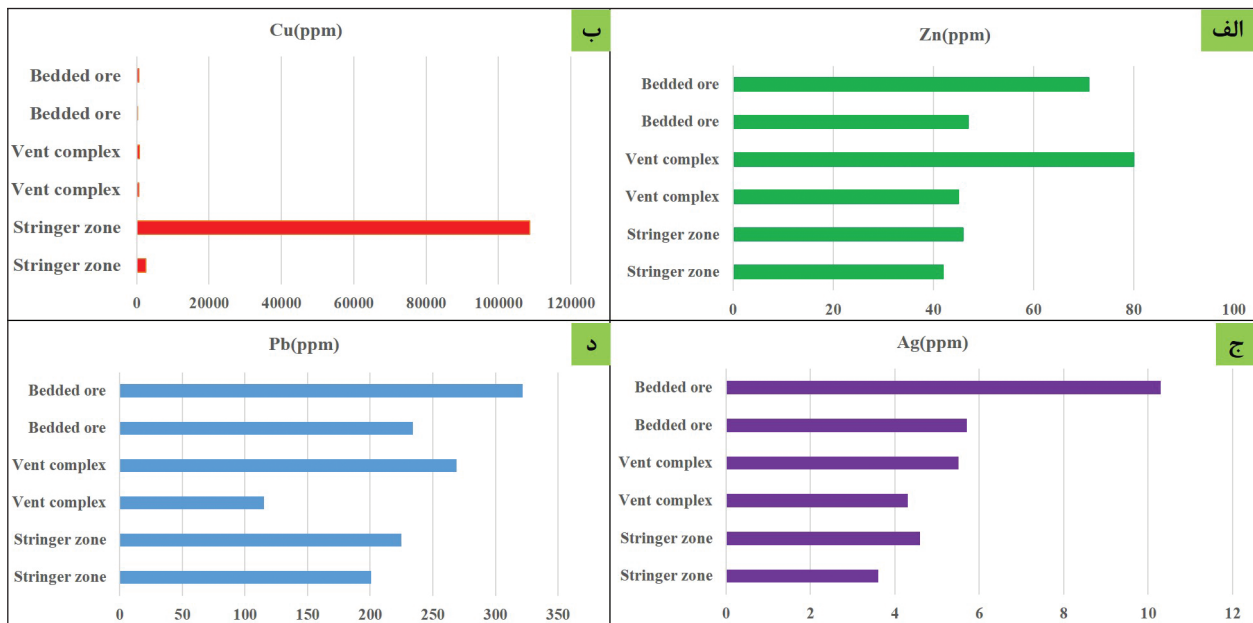 الف
Zn(ppm)
Bedded ore
Bedded ore
Vent complex
Vent complex
Stringer zone
Stringer zone
0 20 40 60 80 100
ب
Cu(ppm)
Bedded ore
Bedded ore
Vent complex
Vent complex
Stringer zone
Stringer zone
0 20000 40000 60000 80000 100000 120000
ج
Ag(ppm)
Bedded ore
Bedded ore
Vent complex
Vent complex
Stringer zone
Stringer zone
0 2 4 6 8 10 12
د
Pb(ppm)
Bedded ore
Bedded ore
Vent complex
Vent complex
Stringer zone
Stringer zone
0 50 100 150 200 250 300 350